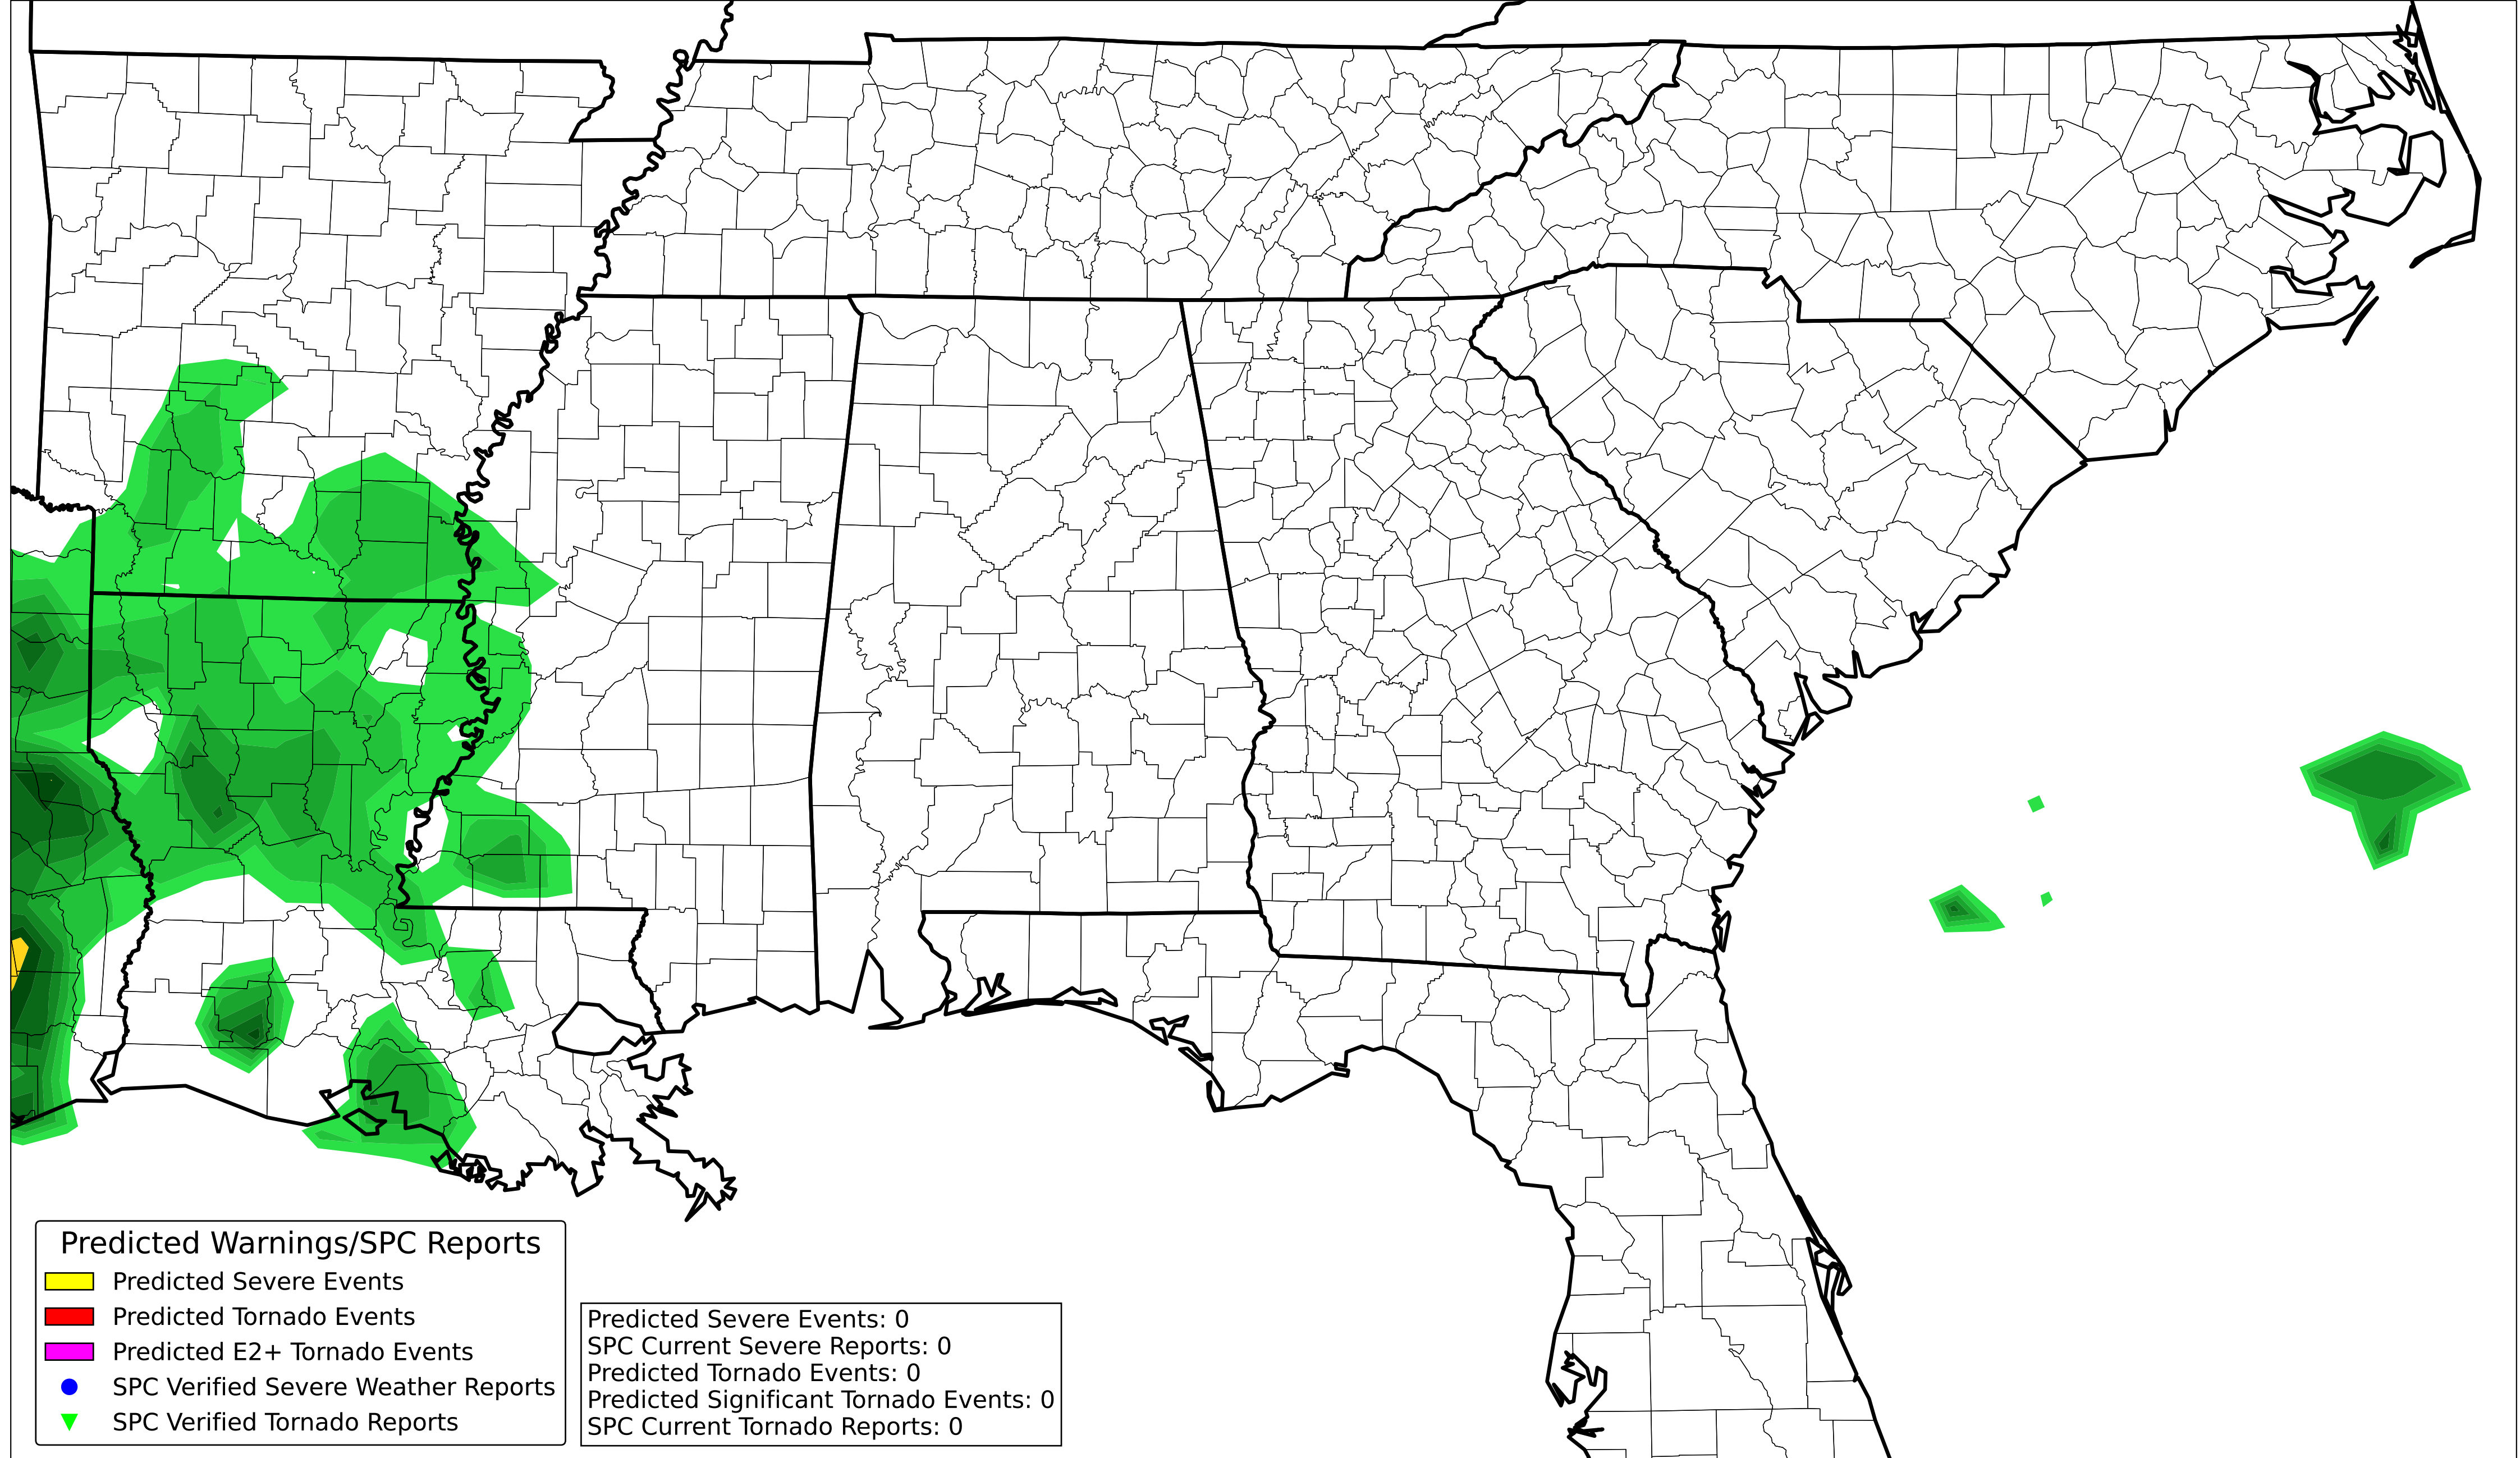 Predicted Warnings/SPC Reports
Predicted Severe Events
Predicted Tornado Events
Predicted E2+ Tornado Events
SPC Verified Severe Weather Reports
SPC Verified Tornado Reports
Predicted Severe Events: 0
SPC Current Severe Reports: 0
Predicted Tornado Events: 0
Predicted Significant Tornado Events: 0
SPC Current Tornado Reports: 0